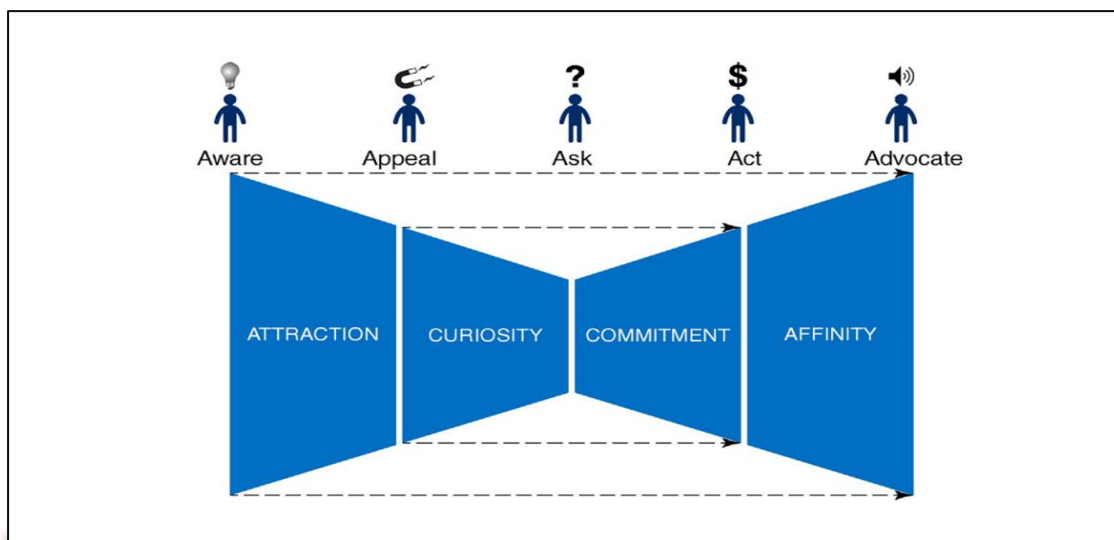 ? $
Aware Appeal Ask Act Advocate
ATTRACTION CURIOSITY COMMITMENT AFFINITY